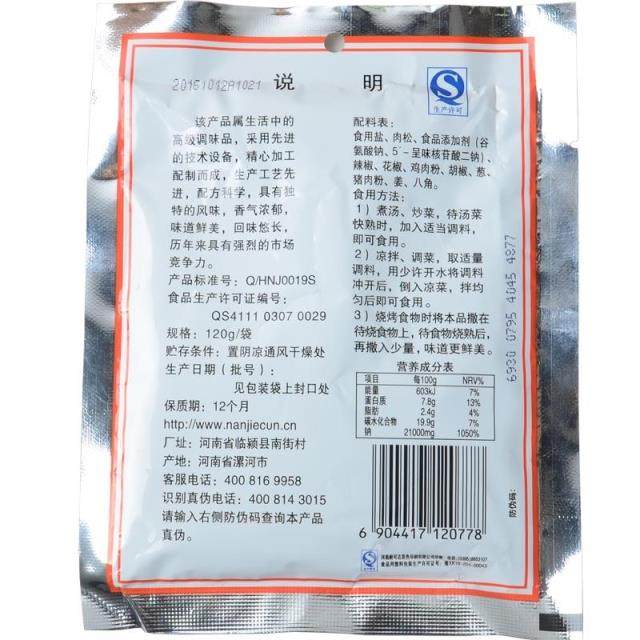 20151012A1021
说 明
生产许可
该产品属生活中的
高级调味品，采用先进
的技术设备，精心加工
配制而成，生产工艺先
进，配方科学，具有独
特的风味，香气浓郁，
味道鲜美，回味悠长，
历年来具有强烈的市场
竞争力。
产品标准号：Q/HNJ0019S
食品生产许可证编号：
QS4111 0307 0029
规格：120g/袋
贮存条件：置阴凉通风干燥处
生产日期（批号）：
见包装袋上封口处
保质期：12个月
http://www.nanjiecun.cn
厂址：河南省临颍县南街村
产地：河南省漯河市
客服电话：400 816 9958
识别真伪电话：400 814 3015
请输入右侧防伪码查询本产品
真伪。
配料表：
食用盐、肉松、食品添加剂（谷
氨酸钠、5′-呈味核苷酸二钠）、
辣椒、花椒、鸡肉粉、胡椒、葱、
猪肉粉、姜、八角。
食用方法：
1）煮汤、炒菜，待汤菜
快熟时，加入适当调料，
即可食用。
2）凉拌、调菜，取适量
调料，用少许开水将调料
冲开后，倒入凉菜，拌均
匀后即可食用。
3）烧烤食物时将本品撒在
待烧食物上，待食物烧熟后，
再撒入少量，味道更鲜美。
营养成分表
项目 每100g NRV%
能量 603kJ 7%
蛋白质 7.8g 13%
脂肪 2.4g 4%
碳水化合物 19.9g 7%
钠 21000mg 1050%
6 904417 120778
6930 0795 4045 4877
防伪码：